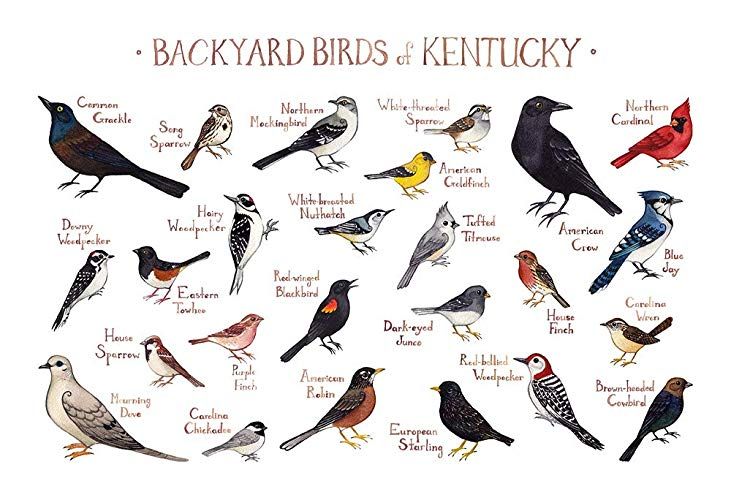 · BACKYARD BIRDS of KENTUCKY ·
Common
Grackle
Song
Sparrow
Northern
Mockingbird
White-throated
Sparrow
Northern
Cardinal
American
Goldfinch
Downy
Woodpecker
Hairy
Woodpecker
White-breasted
Nuthatch
Tufted
Titmouse
American
Crow
Blue
Jay
Eastern
Towhee
Red-winged
Blackbird
House
Finch
Carolina
Wren
House
Sparrow
Purple
Finch
Dark-eyed
Junco
Mourning
Dove
Carolina
Chickadee
American
Robin
European
Starling
Red-bellied
Woodpecker
Brown-headed
Cowbird